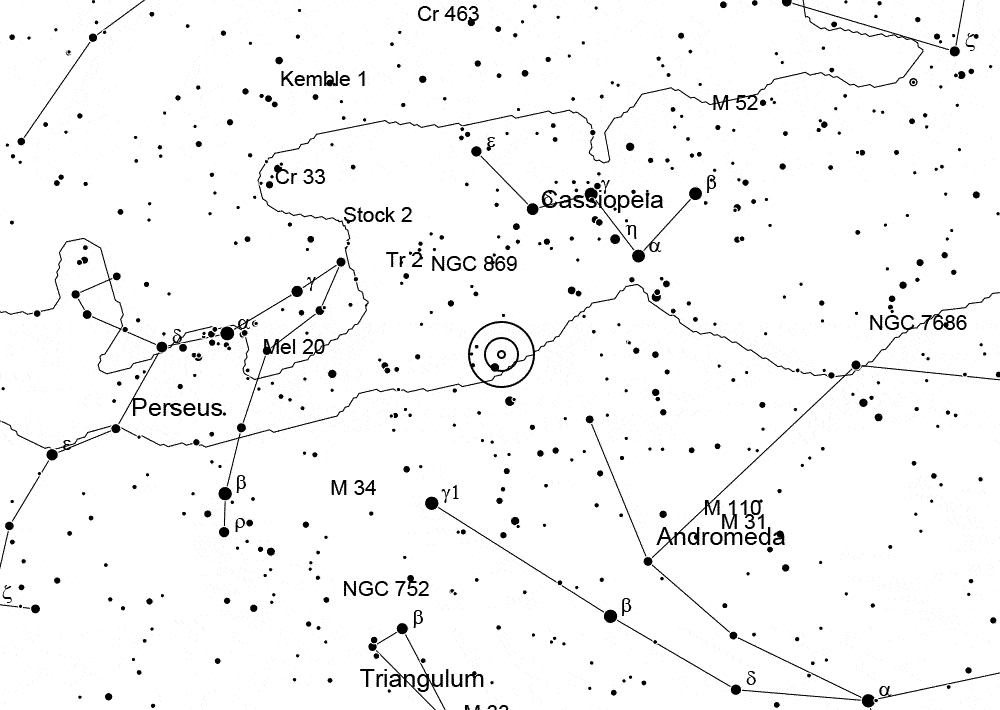 Cr 463
ζ
Kemble 1
M 52
ε
Cr 33
γ
β
Cassiopeia
Stock 2
η
α
Tr 2
NGC 869
γ
NGC 7686
α
δ
Mel 20
Perseus
ε
β
M 34
γ1
M 110
M 31
ρ
Andromeda
NGC 752
ζ
β
β
Triangulum
δ
α